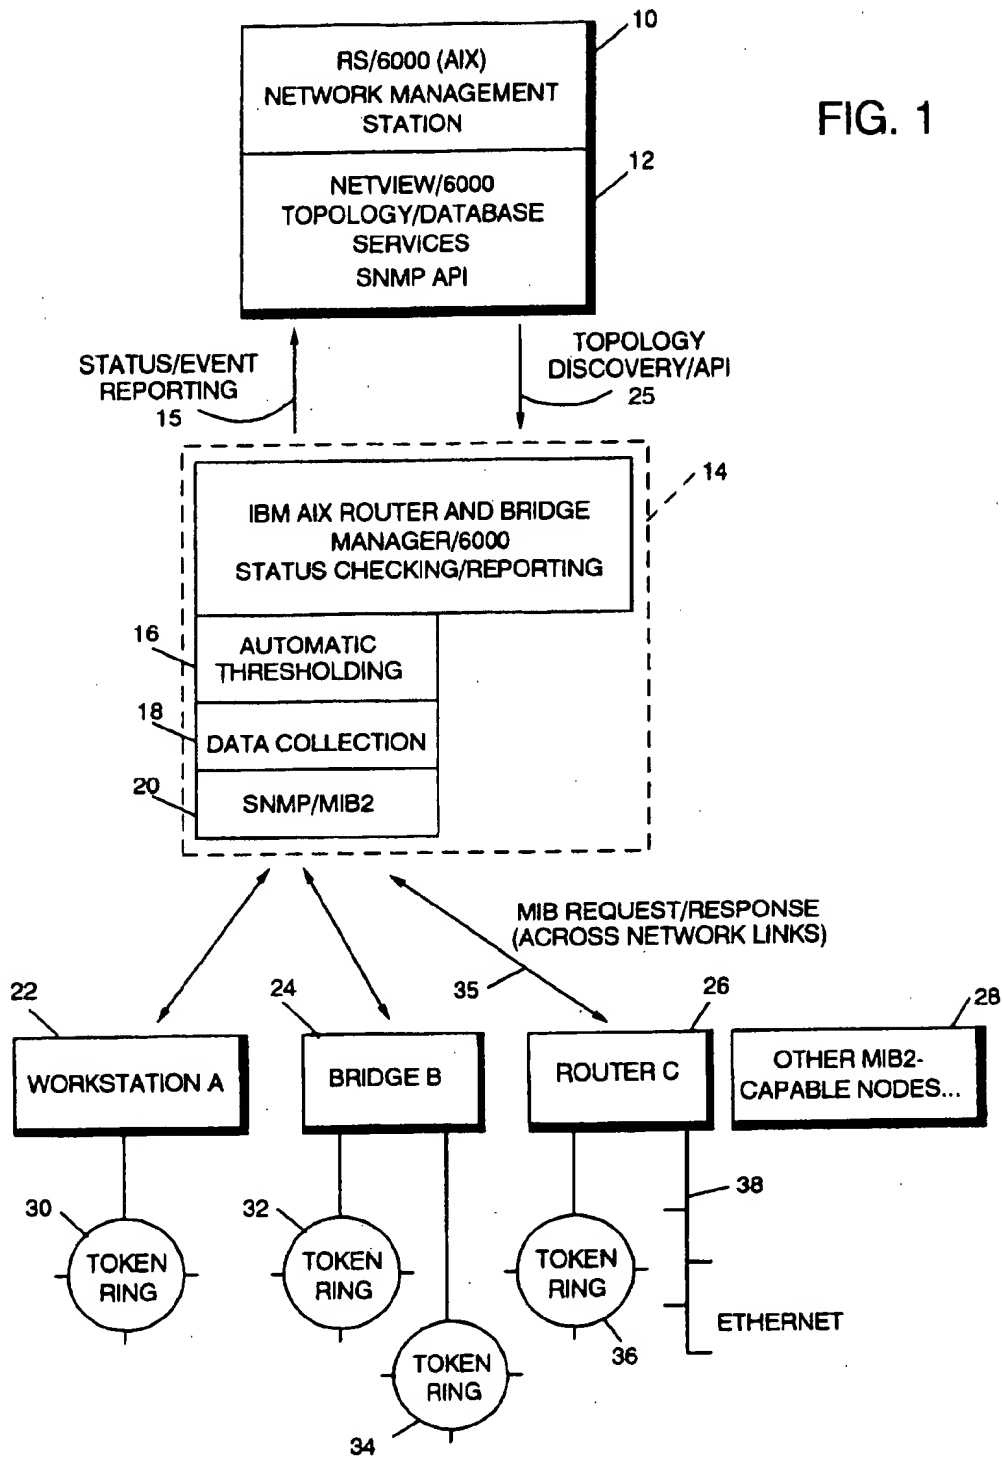 10
RS/6000 (AIX)
NETWORK MANAGEMENT
STATION
FIG. 1
12
NETVIEW/6000
TOPOLOGY/DATABASE
SERVICES
SNMP API
STATUS/EVENT
REPORTING
15
TOPOLOGY
DISCOVERY/API
25
14
IBM AIX ROUTER AND BRIDGE
MANAGER/6000
STATUS CHECKING/REPORTING
16
AUTOMATIC
THRESHOLDING
18
DATA COLLECTION
20
SNMP/MIB2
MIB REQUEST/RESPONSE
(ACROSS NETWORK LINKS)
35
22
24
26
28
WORKSTATION A
BRIDGE B
ROUTER C
OTHER MIB2-
CAPABLE NODES...
30
TOKEN
RING
32
TOKEN
RING
34
TOKEN
RING
36
TOKEN
RING
38
ETHERNET